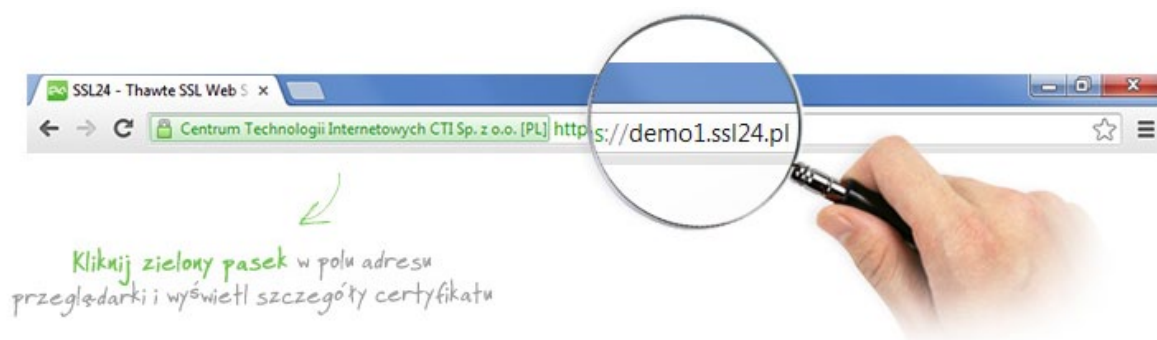 SSL24 - Thawte SSL Web S
Centrum Technologii Internetowych CTI Sp. z o.o. [PL] https://demo1.ssl24.pl
Kliknij zielony pasek w polu adresu
przeglądarki i wyświetl szczegóły certyfikatu